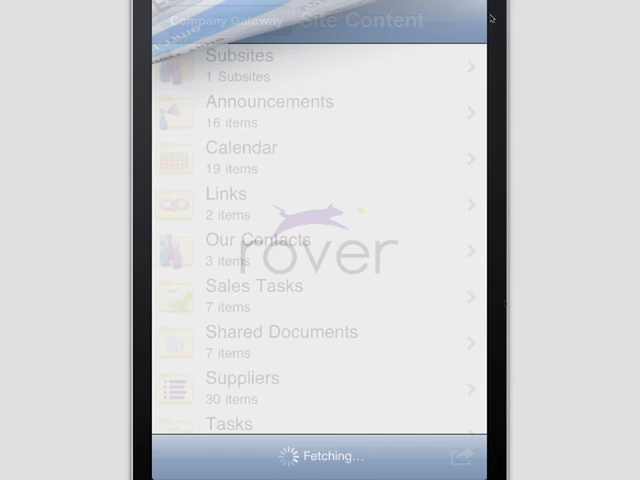 Company Gateway...
Site Content
Subsites
1 Subsites
Announcements
16 items
Calendar
19 items
Links
2 items
Our Contacts
rover
3 items
Sales Tasks
7 items
Shared Documents
7 items
Suppliers
30 items
Tasks
Fetching...